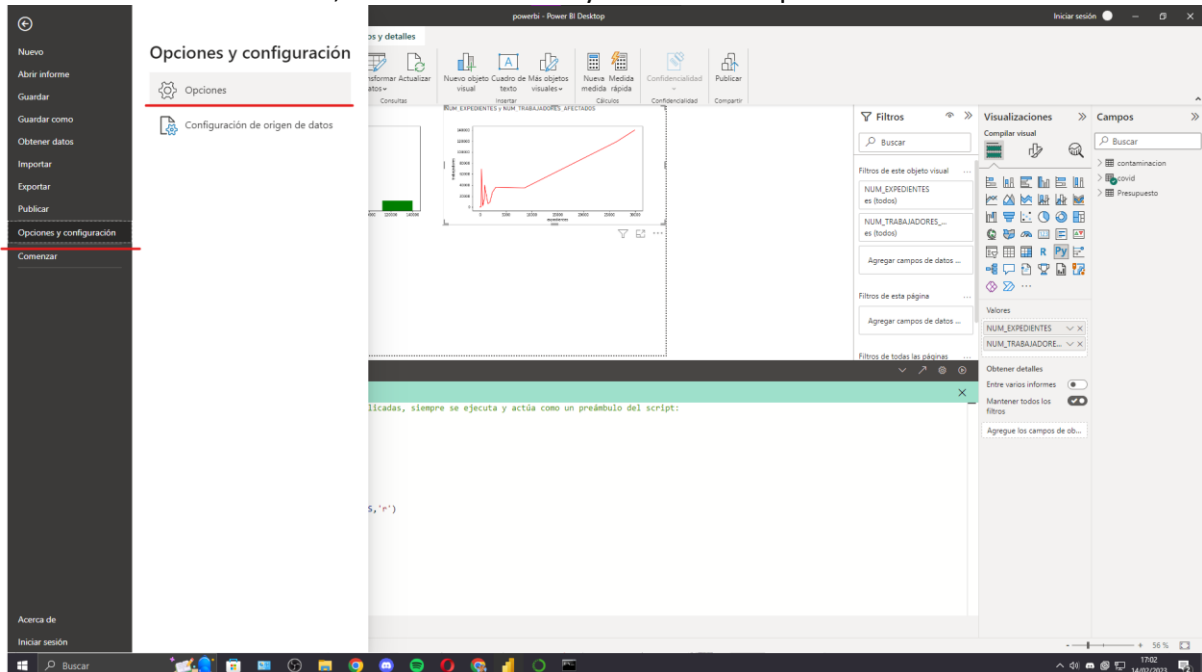 powerbi - Power BI Desktop
Iniciar sesión
Nuevo
Abrir informe
Guardar
Guardar como
Obtener datos
Importar
Exportar
Publicar
Opciones y configuración
Comenzar
Acerca de
Iniciar sesión
Opciones y configuración
Opciones
Configuración de origen de datos
os y detalles
nsformar Actualizar
atos
Consultas
Nuevo objeto Cuadro de Más objetos
visual texto visuales
Insertar
Nueva Medida
medida rápida
Cálculos
Confidencialidad
Confidencialidad
Publicar
Compartir
NUM_EXPEDIENTES y NUM_TRABAJADORES_AFECTADOS
licadas, siempre se ejecuta y actúa como un preámbulo del script:
S,'r')
Filtros
Buscar
Filtros de este objeto visual
NUM_EXPEDIENTES
es (todos)
NUM_TRABAJADORES_...
es (todos)
Agregar campos de datos ...
Filtros de esta página
Agregar campos de datos ...
Filtros de todas las páginas
Visualizaciones
Compilar visual
R Py
Valores
NUM_EXPEDIENTES
NUM_TRABAJADORE...
Obtener detalles
Entre varios informes
Mantener todos los
filtros
Agregue los campos de ob...
Campos
Buscar
contaminacion
covid
Presupuesto
56 %
Buscar
17:02
14/02/2023